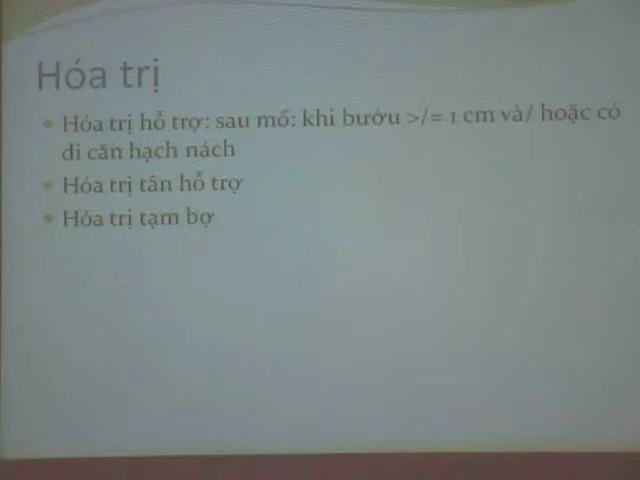 Hóa trị
Hóa trị hỗ trợ: sau mổ: khi bướu >/= 1 cm và/ hoặc có
di căn hạch nách
Hóa trị tân hỗ trợ
Hóa trị tạm bợ